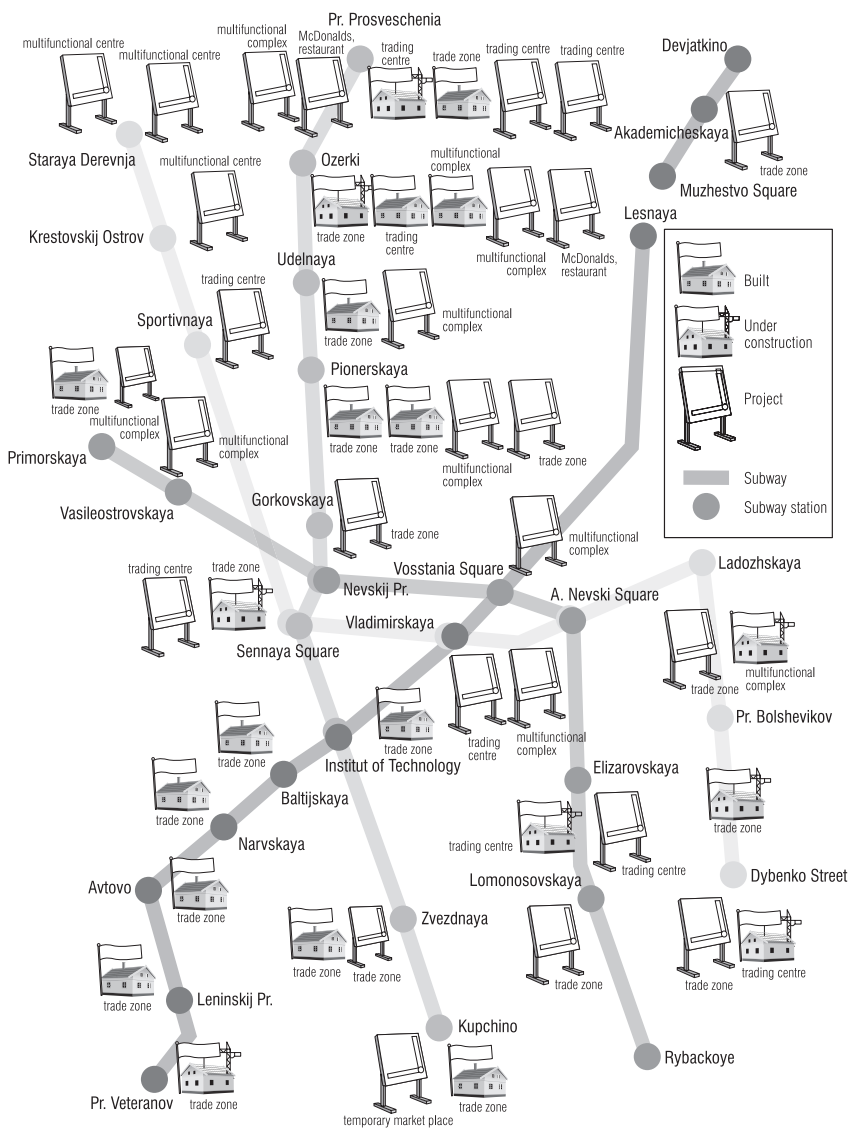 Pr. Prosveschenia
multifunctional centre
multifunctional centre
multifunctional
complex
McDonalds,
restaurant
trading
centre
trade zone
trading centre
trading centre
Devjatkino
Akademicheskaya
trade zone
Muzhestvo Square
Staraya Derevnja
multifunctional centre
Ozerki
multifunctional
complex
trade zone
trading
centre
multifunctional
complex
McDonalds,
restaurant
Lesnaya
Krestovskij Ostrov
Udelnaya
trading centre
trade zone
multifunctional
complex
Built
Under
construction
Project
Subway
Subway station
Sportivnaya
Pionerskaya
trade zone
multifunctional
complex
multifunctional
complex
trade zone
trade zone
multifunctional
complex
trade zone
Primorskaya
Vasileostrovskaya
Gorkovskaya
trade zone
multifunctional
complex
Vosstania Square
Ladozhskaya
trading centre
trade zone
Nevskij Pr.
A. Nevski Square
Vladimirskaya
Sennaya Square
trade zone
multifunctional
complex
Pr. Bolshevikov
trade zone
trade zone
trading
centre
multifunctional
complex
Institut of Technology
Elizarovskaya
Baltijskaya
trade zone
trade zone
Narvskaya
trading centre
trading centre
Lomonosovskaya
Dybenko Street
Avtovo
trade zone
Zvezdnaya
trade zone
trade zone
trade zone
trade zone
trading centre
trade zone
Leninskij Pr.
Kupchino
Rybackoye
Pr. Veteranov
trade zone
trade zone
temporary market place